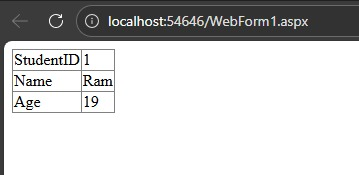 localhost:54646/WebForm1.aspx
StudentID 1
Name Ram
Age 19